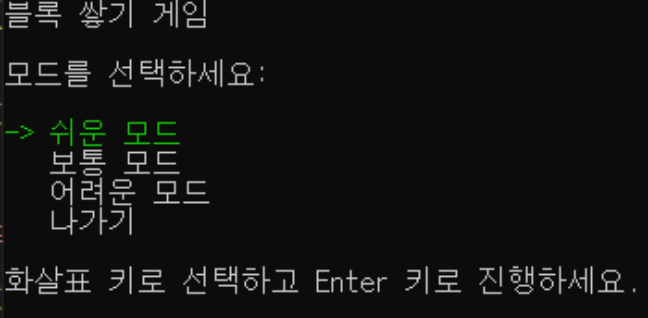 블록 쌓기 게임
모드를 선택하세요:
-> 쉬운 모드
보통 모드
어려운 모드
나가기
화살표 키로 선택하고 Enter 키로 진행하세요.